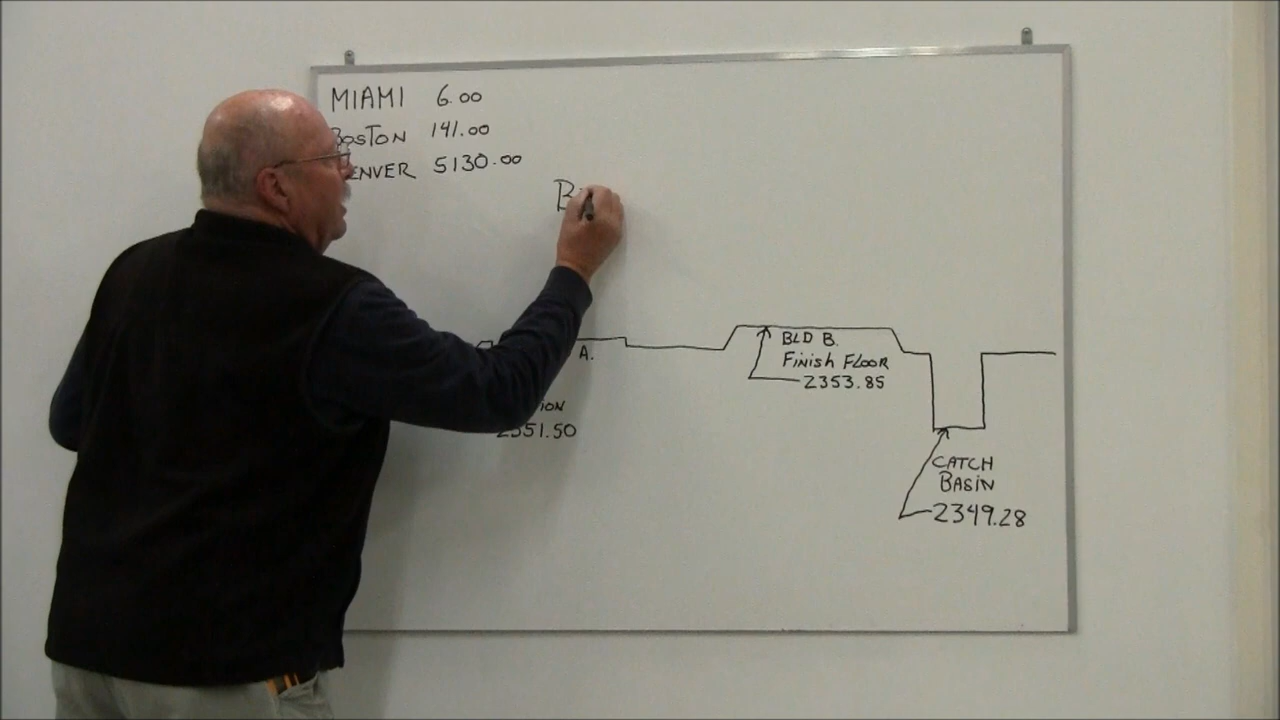 MIAMI 6.00
BOSTON 141.00
DENVER 5130.00
B
A.
2351.50
BLD B.
FINISH FLOOR
2353.85
CATCH
BASIN
2349.28